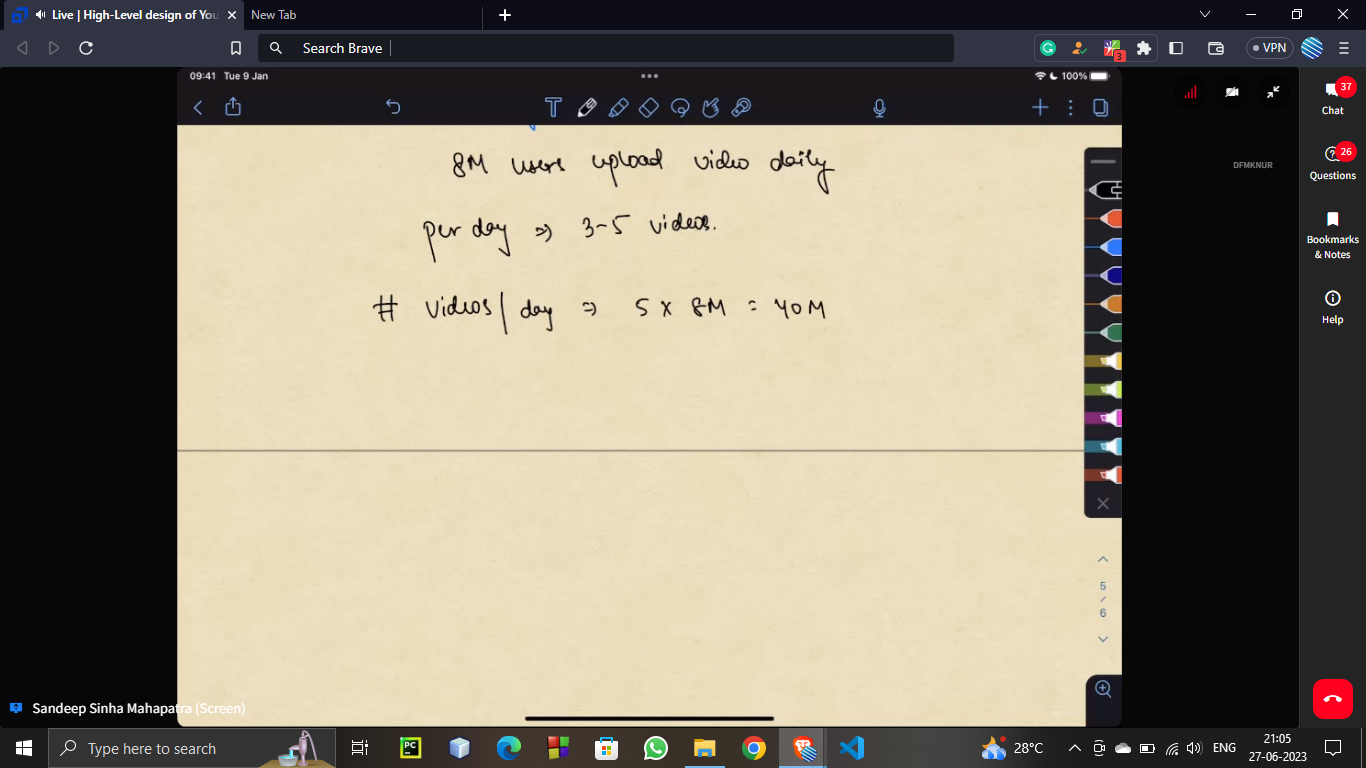 Live | High-Level design of You
New Tab
Search Brave
3
VPN
09:41 Tue 9 Jan
100%
8M users upload video daily
per day ⇒ 3-5 videos.
# videos/day ⇒ 5 x 8M = 40M
37
Chat
26
Questions
Bookmarks
& Notes
Help
DFMKNUR
5
6
Sandeep Sinha Mahapatra (Screen)
Type here to search
PC
28°C
ENG
21:05
27-06-2023